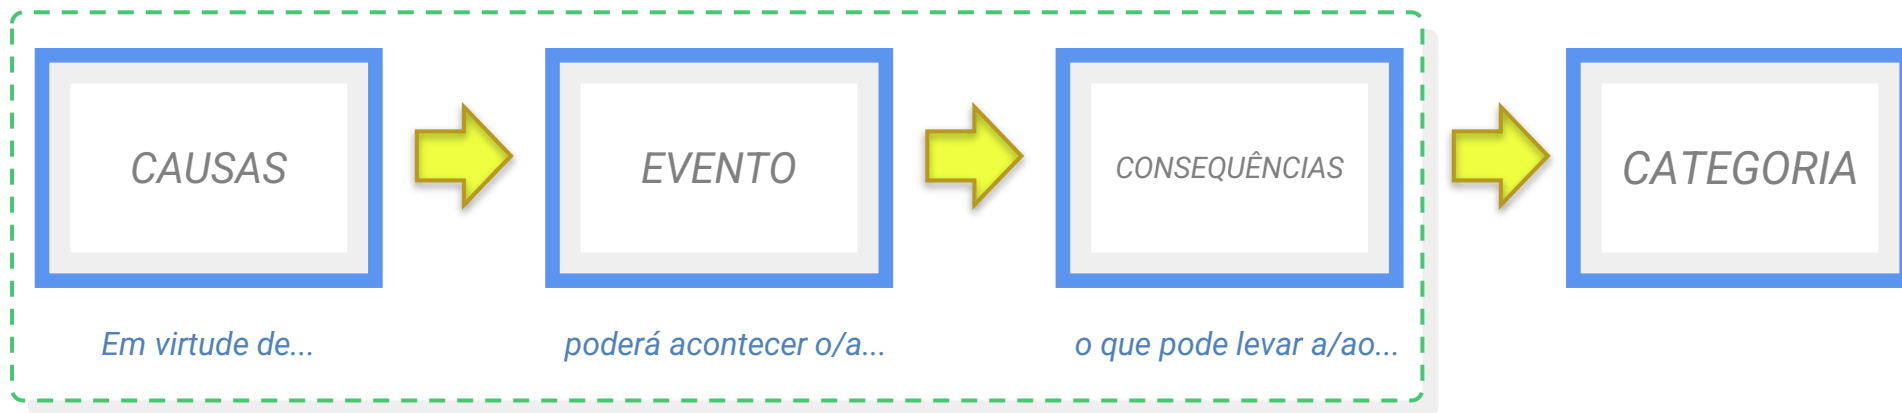 CAUSAS
EVENTO
CONSEQUÊNCIAS
CATEGORIA
Em virtude de...
poderá acontecer o/a...
o que pode levar a/ao...